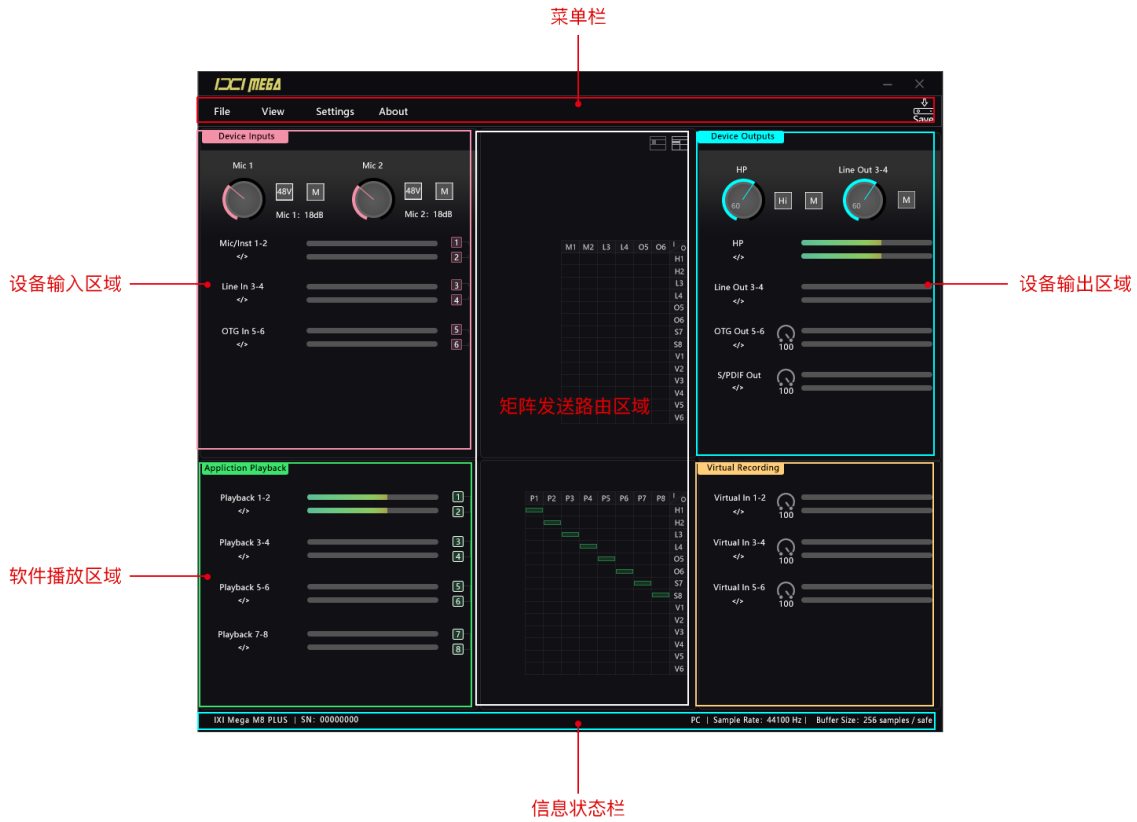 菜单栏
IXI MEGA
File View Settings About
Save
Device Inputs
Mic 1 Mic 2
48V M 48V M
Mic 1: 18dB Mic 2: 18dB
Mic/Inst 1-2 1
</> 2
设备输入区域
Line In 3-4 3
</> 4
OTG In 5-6 5
</> 6
M1 M2 L3 L4 O5 O6 I O
H1
H2
L3
L4
O5
O6
S7
S8
V1
V2
V3
V4
V5
V6
矩阵发送路由区域
Device Outputs
HP Line Out 3-4
60 Hi M 60 M
HP
</>
设备输出区域
Line Out 3-4
</>
OTG Out 5-6
</> 100
S/PDIF Out
</> 100
Appliction Playback
Playback 1-2 1
</> 2
Playback 3-4 3
</> 4
软件播放区域
Playback 5-6 5
</> 6
Playback 7-8 7
</> 8
P1 P2 P3 P4 P5 P6 P7 P8 I O
H1
H2
L3
L4
O5
O6
S7
S8
V1
V2
V3
V4
V5
V6
Virtual Recording
Virtual In 1-2
</> 100
Virtual In 3-4
</> 100
Virtual In 5-6
</> 100
IXI Mega M8 PLUS | SN: 00000000
PC | Sample Rate: 44100 Hz | Buffer Size: 256 samples / safe
信息状态栏